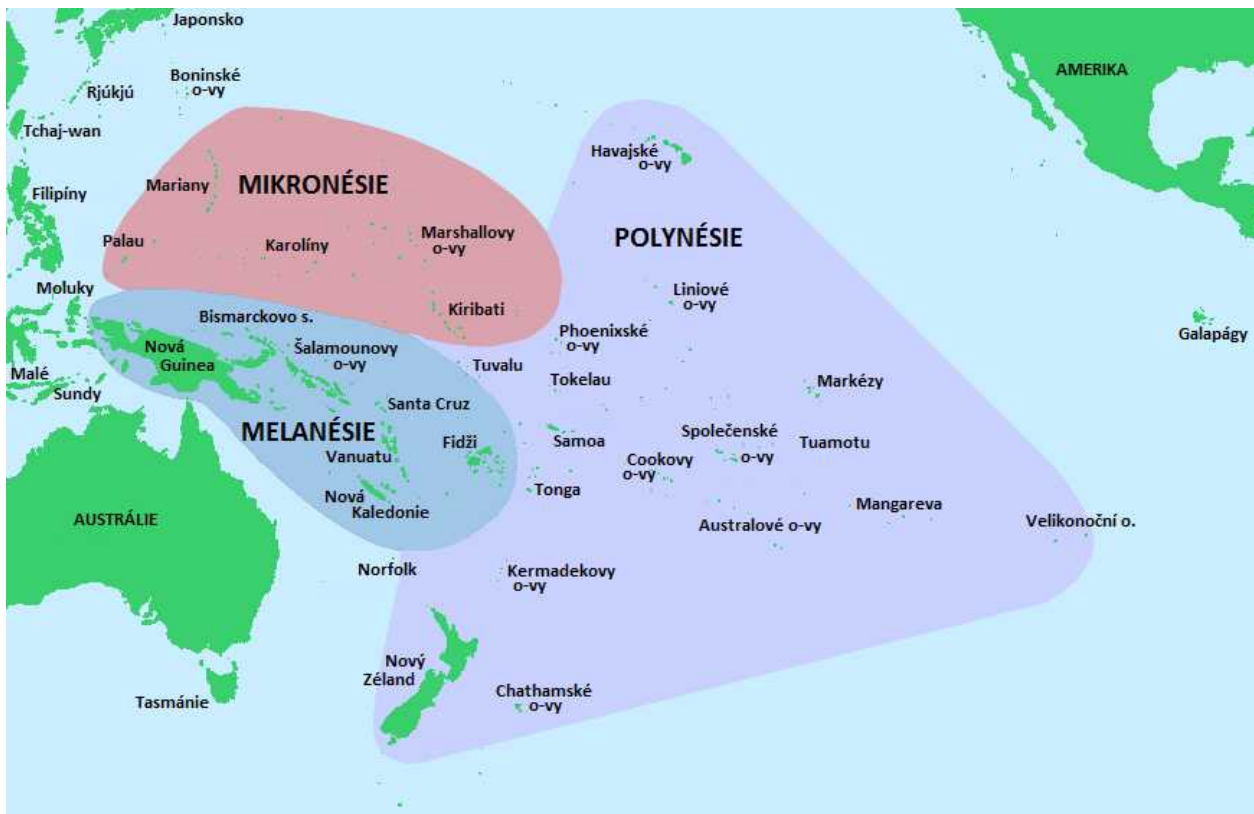 Japonsko
Boninské
o-vy
Rjúkjú
Tchaj-wan
Filipíny
AMERIKA
Havajské
o-vy
Mariany
MIKRONÉSIE
Palau
Karolíny
Marshallovy
o-vy
POLYNÉSIE
Moluky
Bismarckovo s.
Kiribati
Liniové
o-vy
Galapágy
Nová
Guinea
Šalamounovy
o-vy
Phoenixské
o-vy
Tuvalu
Tokelau
Markézy
Malé
Sundy
Santa Cruz
MELANÉSIE
Fidži
Vanuatu
Samoa
Společenské
o-vy
Tuamotu
Cookovy
o-vy
Nová
Kaledonie
Tonga
Mangareva
AUSTRÁLIE
Australové o-vy
Velikonoční o.
Norfolk
Kermadekovy
o-vy
Nový
Zéland
Chathamské
o-vy
Tasmánie